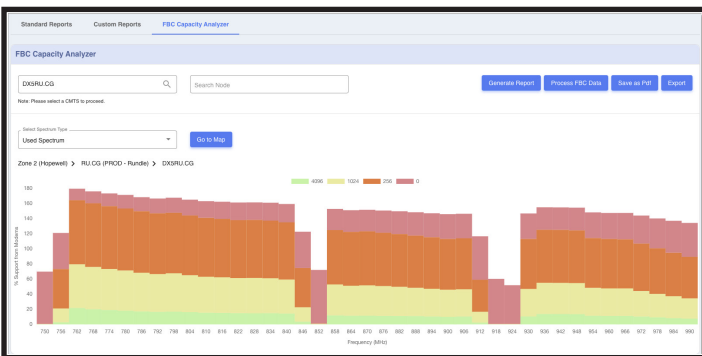 Standard Reports Custom Reports FBC Capacity Analyzer
FBC Capacity Analyzer
DX5RU.CG Search Node Generate Report Process FBC Data Save as Pdf Export
Note: Please select a CMTS to proceed.
Select Spectrum Type
Used Spectrum Go to Map
Zone 2 (Hopewell) > RU.CG (PROD - Rundle) > DX5RU.CG
4096 1024 256 0
180
160
140
120
100
80
60
40
20
0
% Support from Modems
750 756 762 768 774 780 786 792 798 804 810 816 822 828 834 840 846 852 858 864 870 876 882 888 894 900 906 912 918 924 930 936 942 948 954 960 966 972 978 984 990
Frequency (MHz)